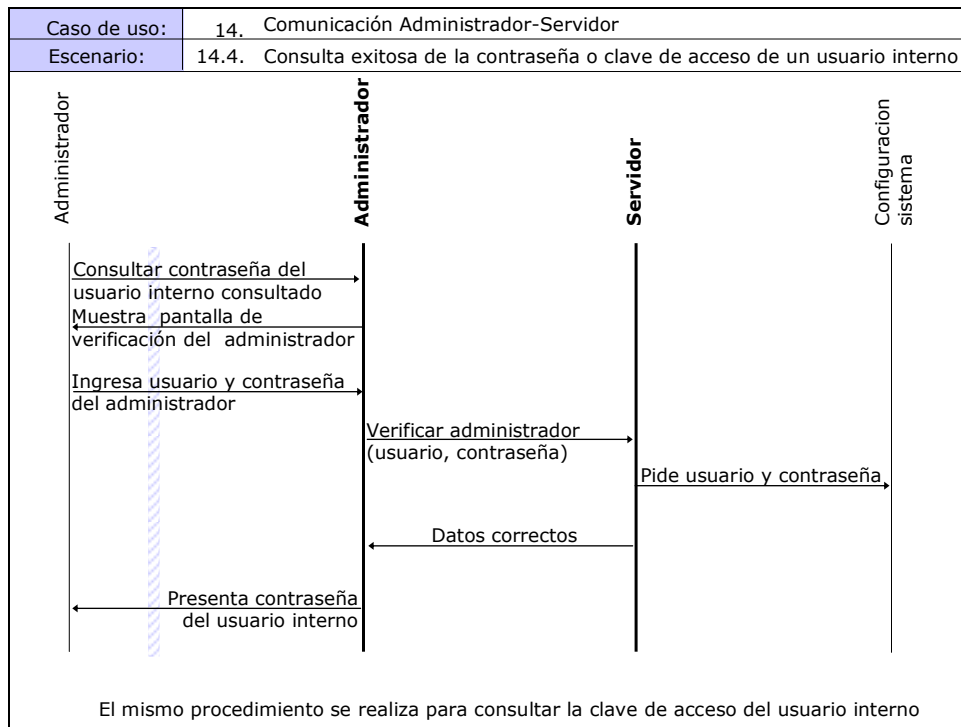 Caso de uso: 14. Comunicación Administrador-Servidor
Escenario: 14.4. Consulta exitosa de la contraseña o clave de acceso de un usuario interno
Administrador
Administrador
Servidor
Configuracion
sistema
Consultar contraseña del
usuario interno consultado
Muestra pantalla de
verificación del administrador
Ingresa usuario y contraseña
del administrador
Verificar administrador
(usuario, contraseña)
Pide usuario y contraseña
Datos correctos
Presenta contraseña
del usuario interno
El mismo procedimiento se realiza para consultar la clave de acceso del usuario interno